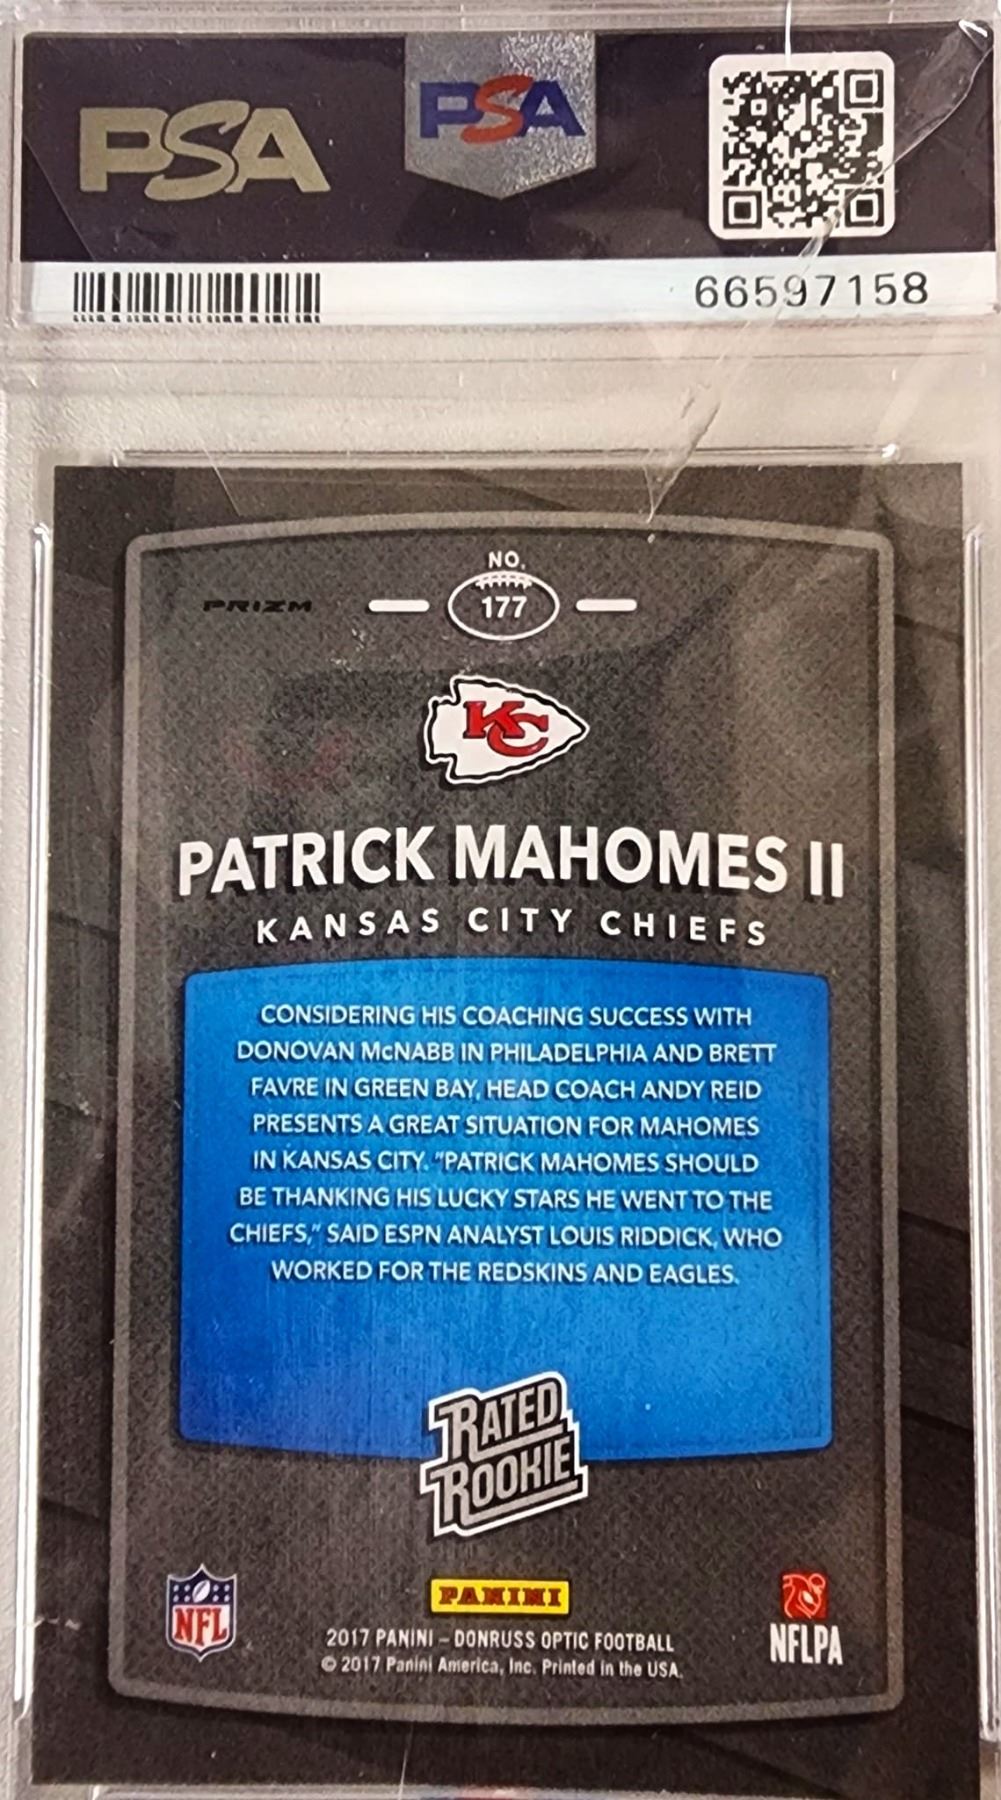 PSA
PSA
66597158
NO.
PRIZM
177
KC
PATRICK MAHOMES II
KANSAS CITY CHIEFS
CONSIDERING HIS COACHING SUCCESS WITH
DONOVAN McNABB IN PHILADELPHIA AND BRETT
FAVRE IN GREEN BAY, HEAD COACH ANDY REID
PRESENTS A GREAT SITUATION FOR MAHOMES
IN KANSAS CITY. "PATRICK MAHOMES SHOULD
BE THANKING HIS LUCKY STARS HE WENT TO THE
CHIEFS," SAID ESPN ANALYST LOUIS RIDDICK, WHO
WORKED FOR THE REDSKINS AND EAGLES.
RATED
ROOKIE
NFL
PANINI
NFLPA
2017 PANINI – DONRUSS OPTIC FOOTBALL
© 2017 Panini America, Inc. Printed in the USA.